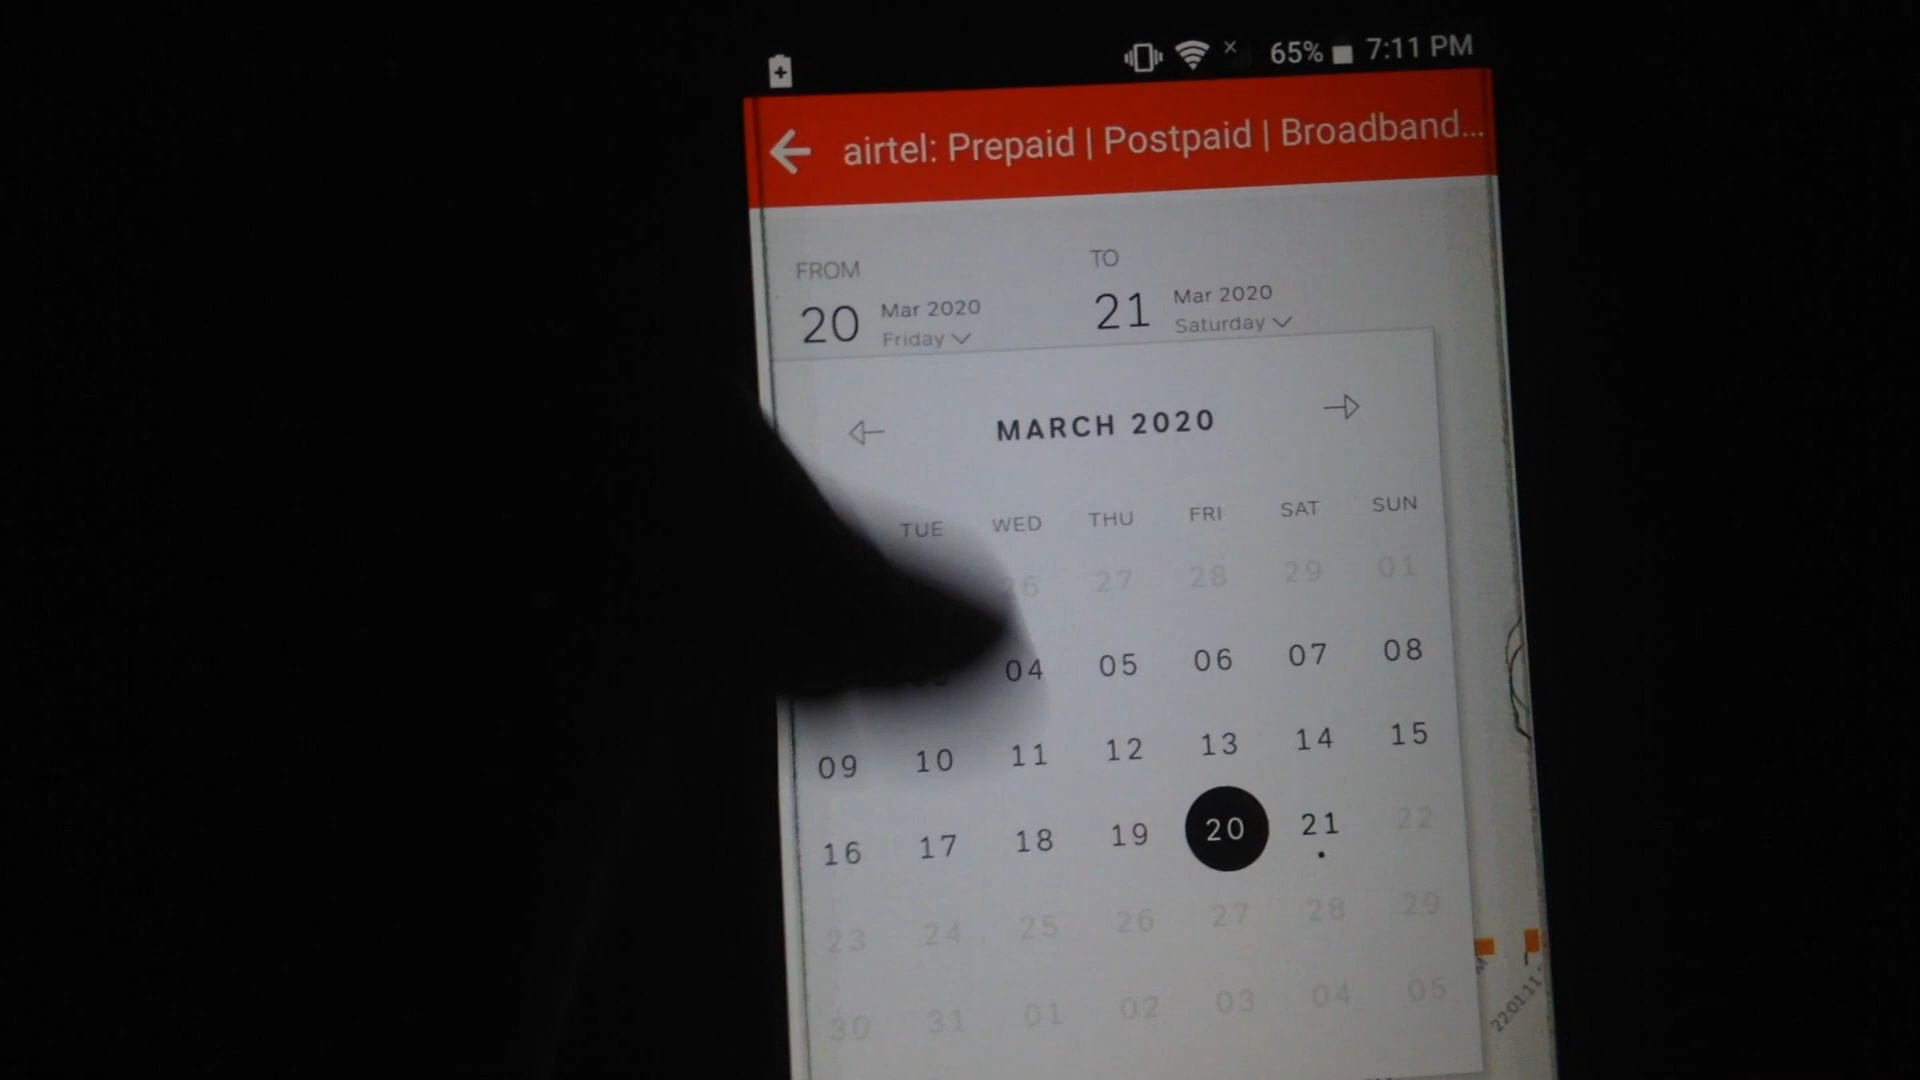 65% 7:11 PM
airtel: Prepaid | Postpaid | Broadband...
FROM TO
20 Mar 2020 Friday
21 Mar 2020 Saturday
MARCH 2020
TUE WED THU FRI SAT SUN
26 27 28 29 01
04 05 06 07 08
09 10 11 12 13 14 15
16 17 18 19 20 21 22
23 24 25 26 27 28 29
30 31 01 02 03 04 05